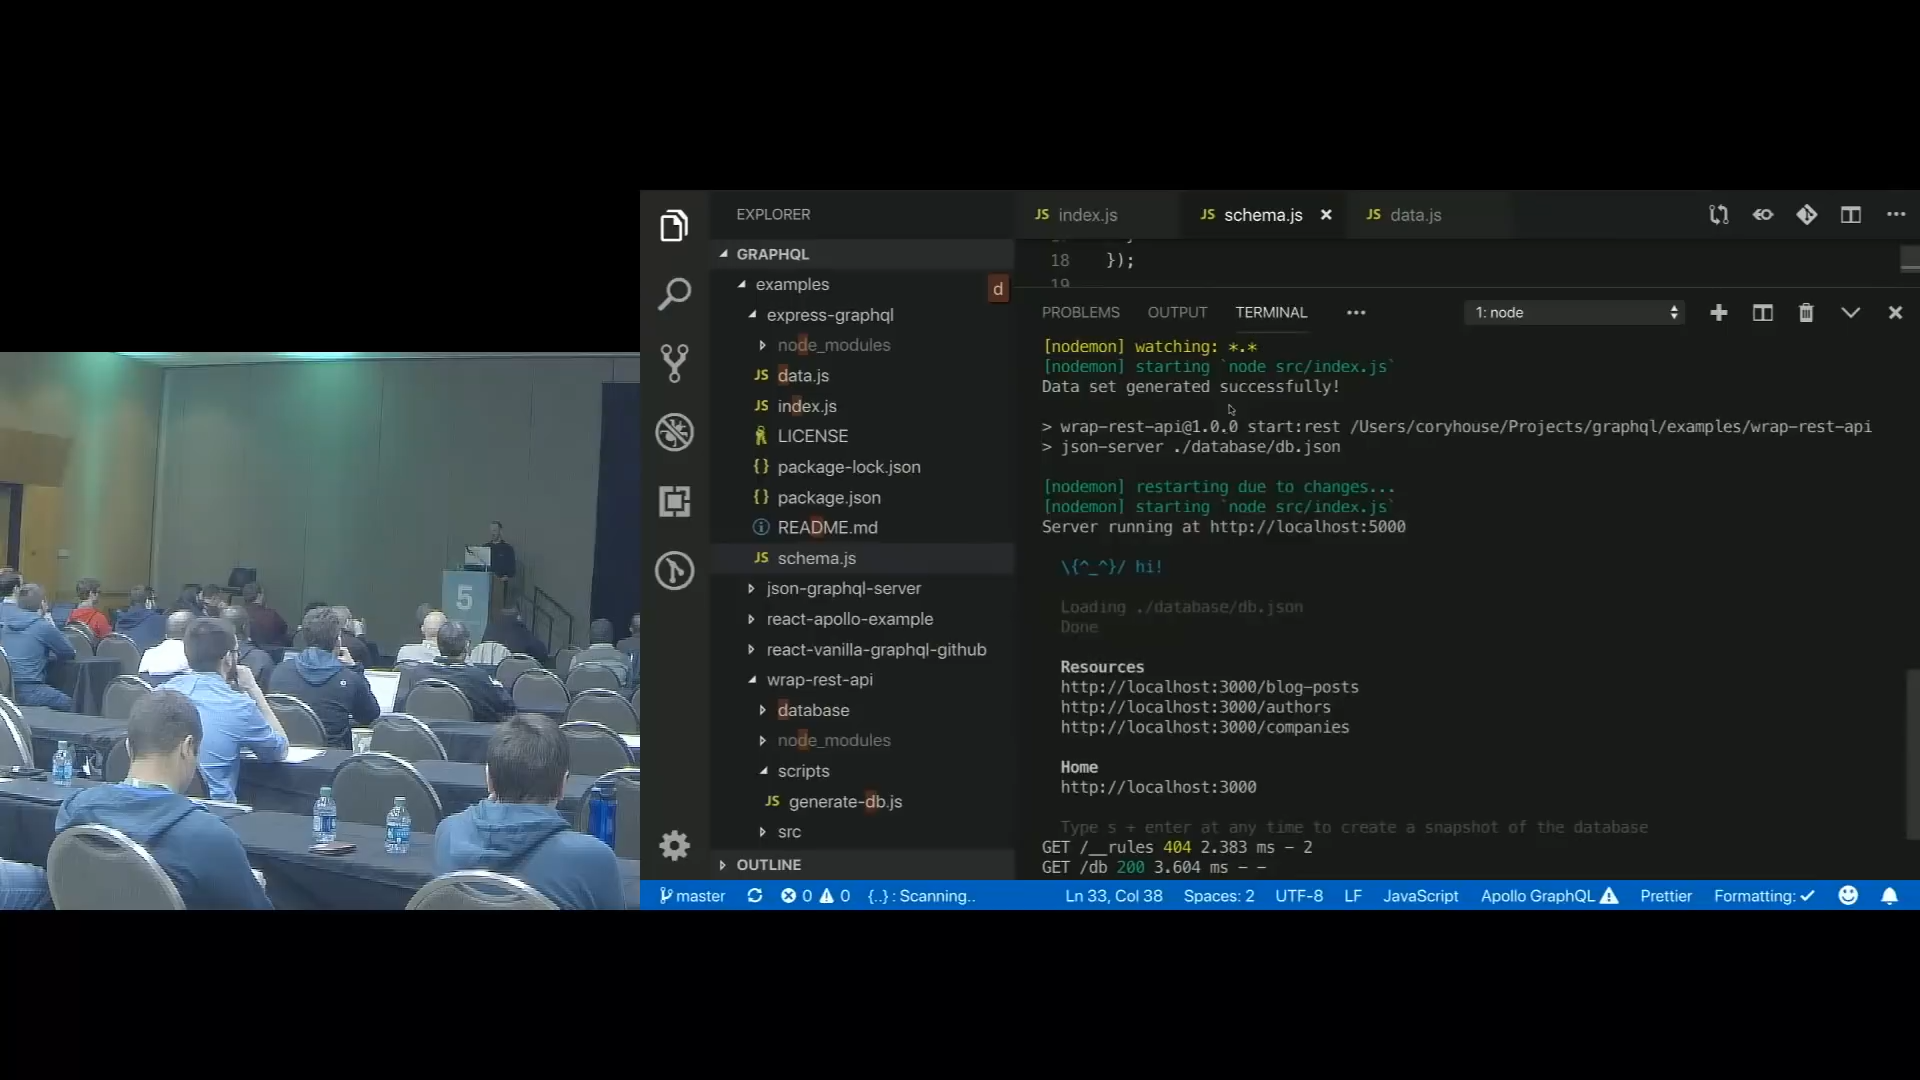 EXPLORER
GRAPHQL
examples
d
express-graphql
node_modules
JS data.js
JS index.js
LICENSE
{} package-lock.json
{} package.json
README.md
JS schema.js
json-graphql-server
react-apollo-example
react-vanilla-graphql-github
wrap-rest-api
database
node_modules
scripts
JS generate-db.js
src
OUTLINE
JS index.js
JS schema.js
JS data.js
18 });
19
PROBLEMS OUTPUT TERMINAL ••• 1: node
[nodemon] watching: *.*
[nodemon] starting `node src/index.js`
Data set generated successfully!
> wrap-rest-api@1.0.0 start:rest /Users/coryhouse/Projects/graphql/examples/wrap-rest-api
> json-server ./database/db.json
[nodemon] restarting due to changes...
[nodemon] starting `node src/index.js`
Server running at http://localhost:5000
\{^_^}/ hi!
Loading ./database/db.json
Done
Resources
http://localhost:3000/blog-posts
http://localhost:3000/authors
http://localhost:3000/companies
Home
http://localhost:3000
Type s + enter at any time to create a snapshot of the database
GET /__rules 404 2.383 ms - 2
GET /db 200 3.604 ms - -
master 0 0 {..} : Scanning.. Ln 33, Col 38 Spaces: 2 UTF-8 LF JavaScript Apollo GraphQL Prettier Formatting: ✓
5